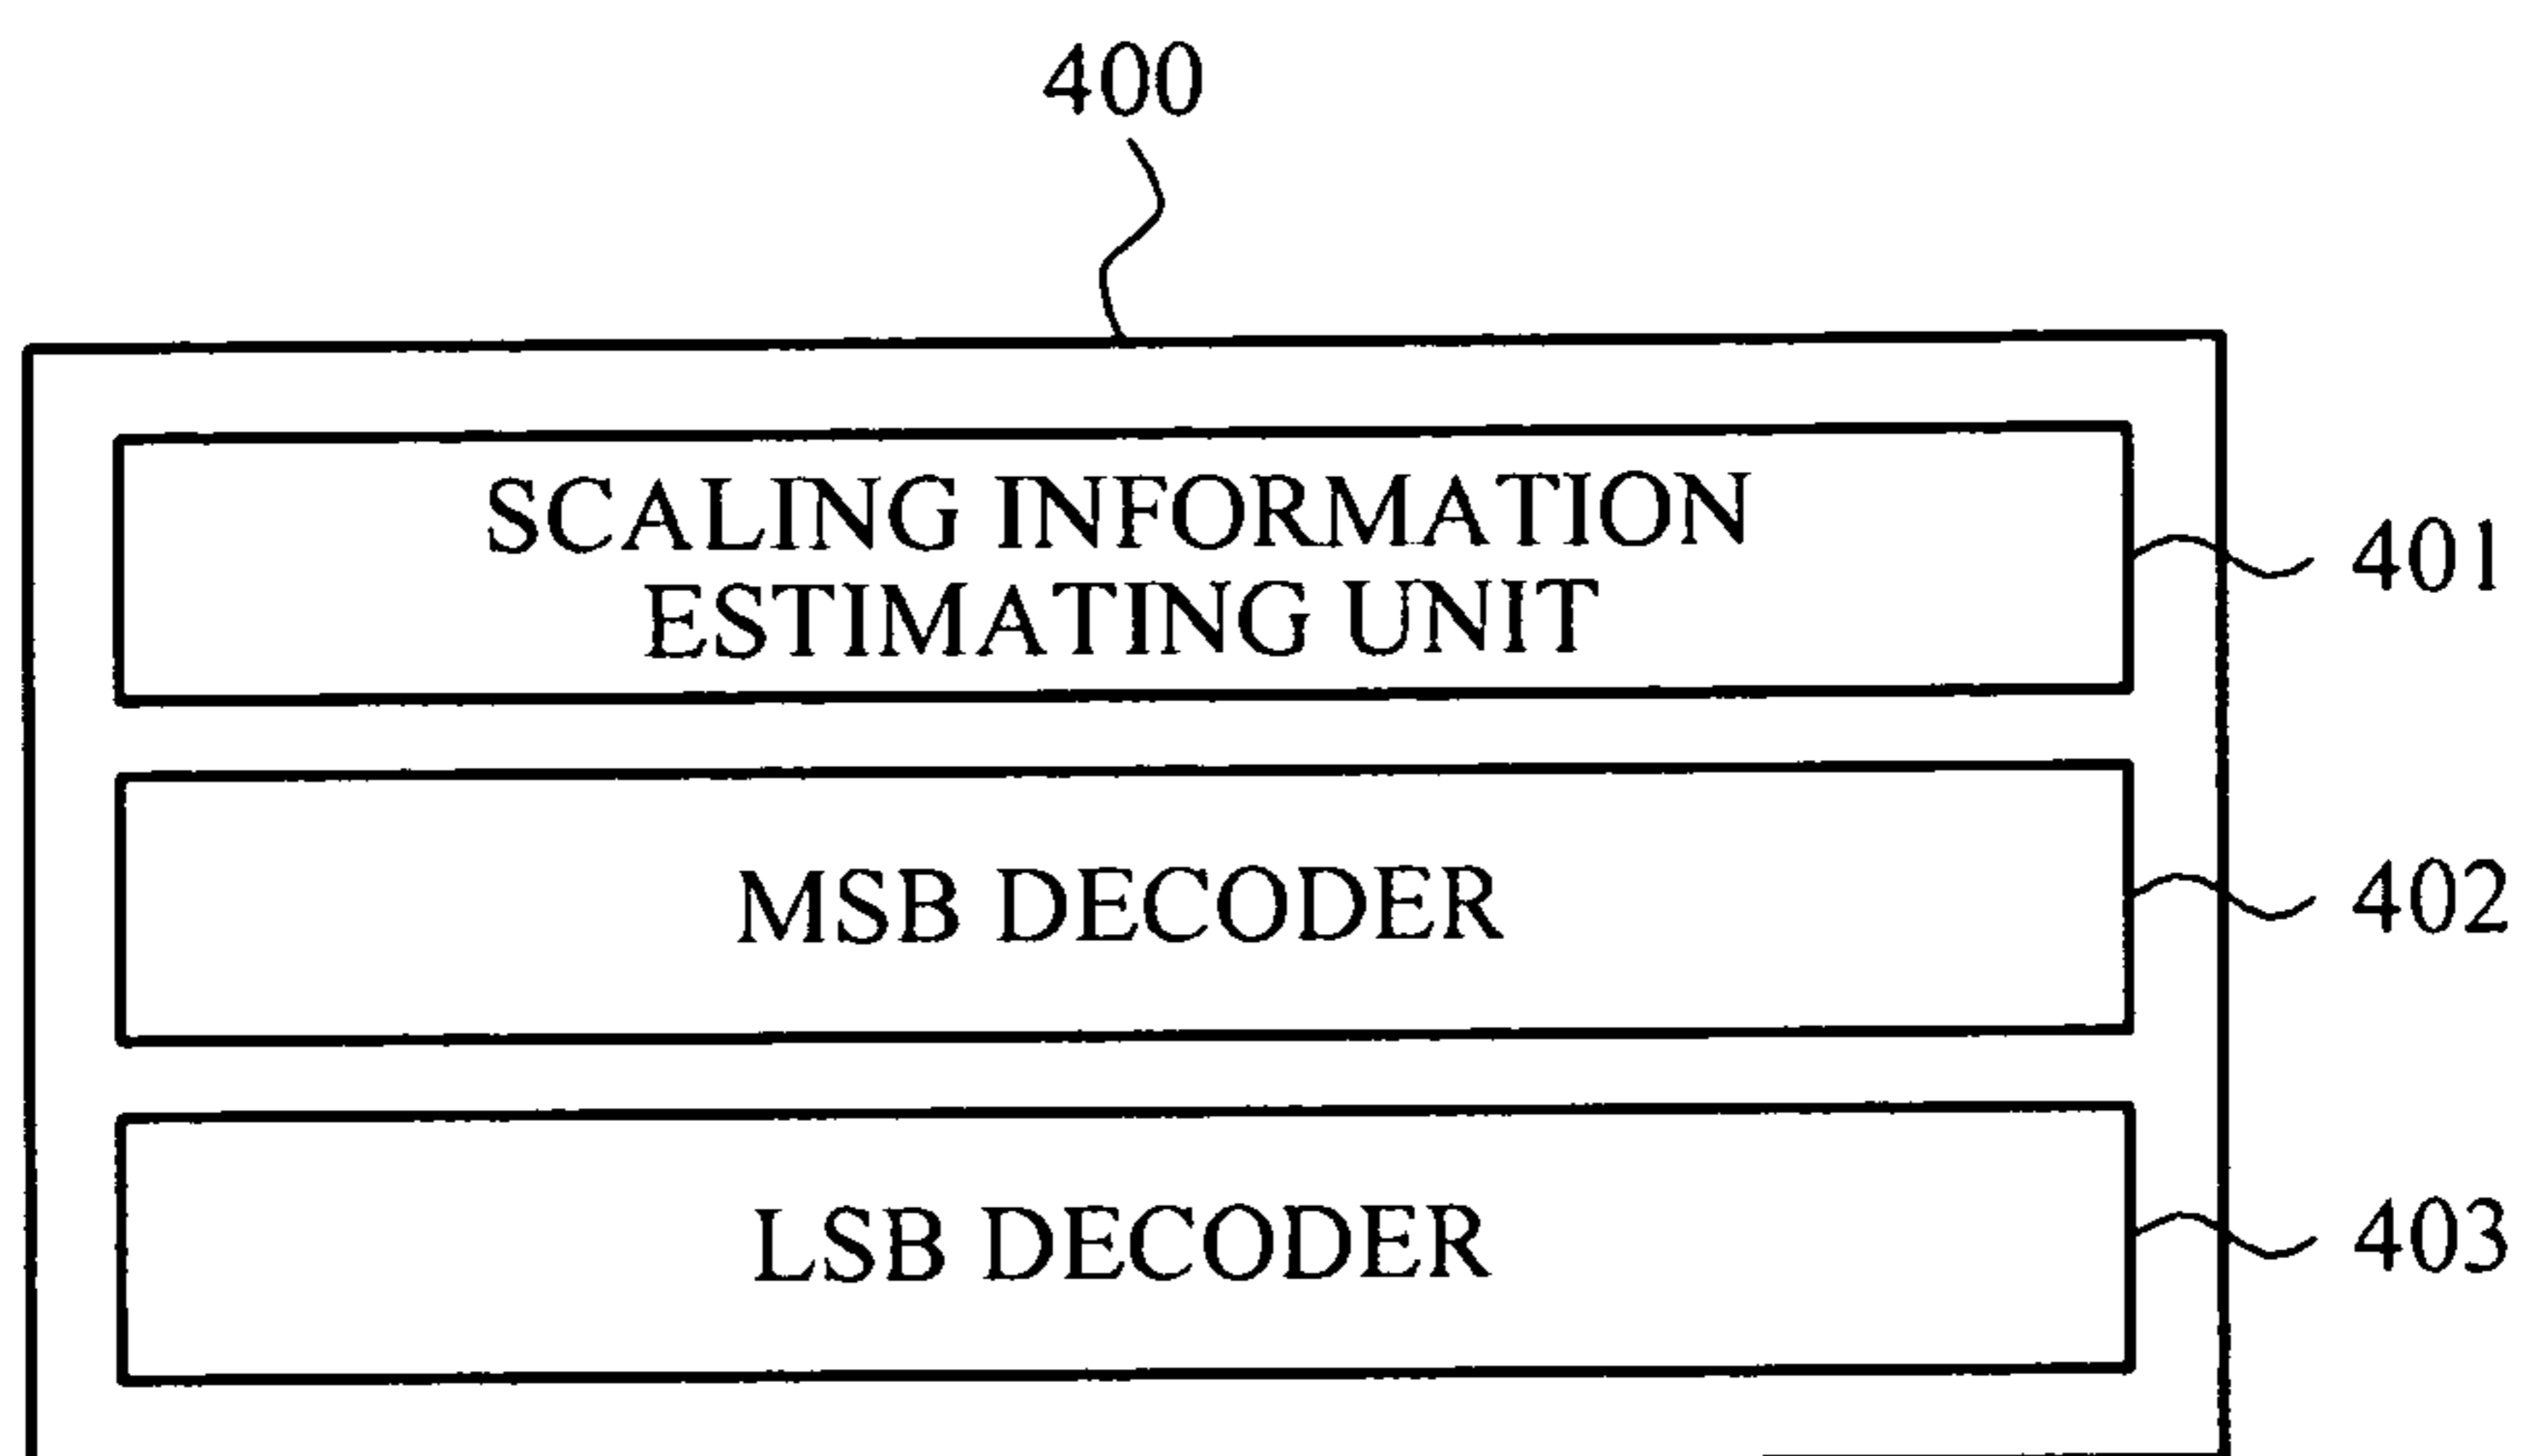 400
SCALING INFORMATION
ESTIMATING UNIT
401
MSB DECODER
402
LSB DECODER
403